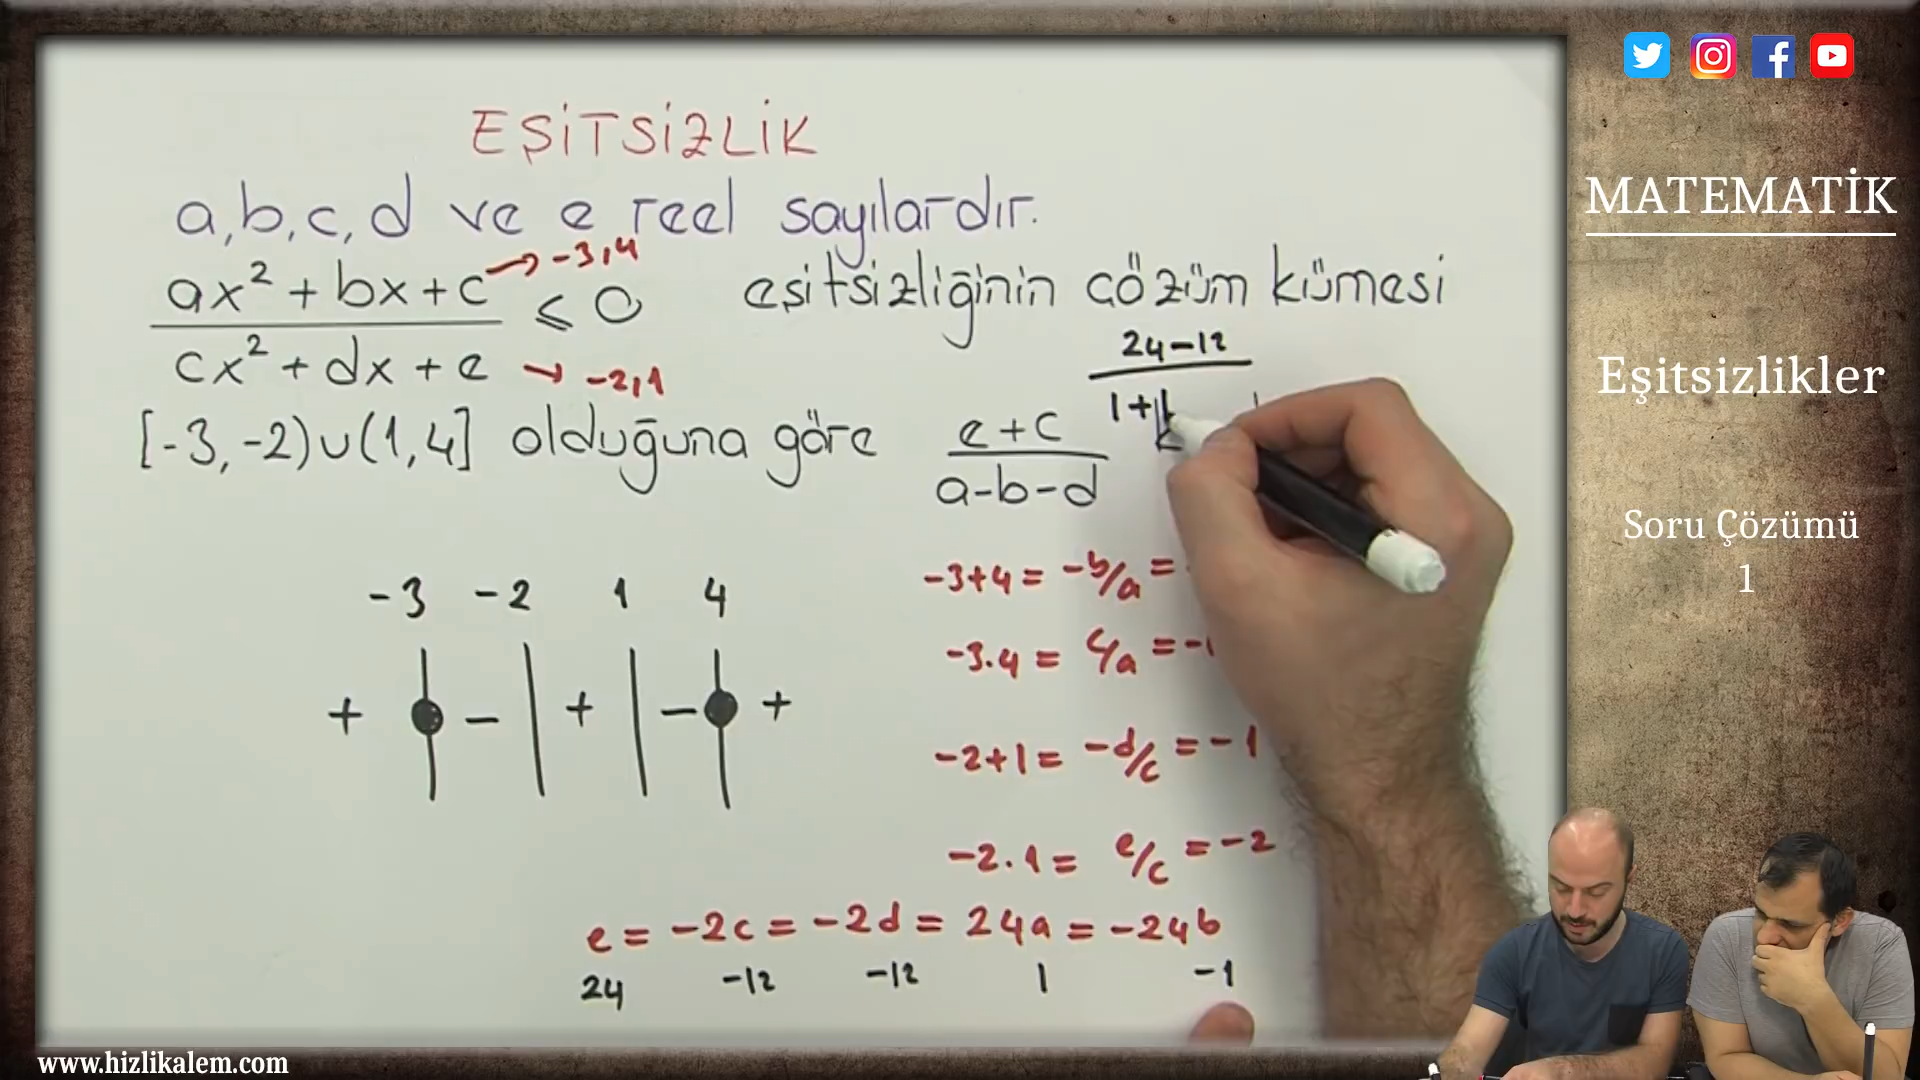 EŞİTSİZLİK
a,b,c,d ve e reel sayılardır.
ax² + bx + c → -3,4
≤ 0 eşitsizliğinin çözüm kümesi
cx² + dx + e → -2,1
24-12
1+
[-3,-2)∪(1,4] olduğuna göre e+c
a-b-d
-3 -2 1 4
+ - + - +
-3+4 = -b/a =
-3.4 = c/a = -1
-2+1 = -d/c = -1
-2.1 = e/c = -2
e = -2c = -2d = 24a = -24b
24 -12 -12 1 -1
MATEMATİK
Eşitsizlikler
Soru Çözümü
1
www.hizlikalem.com